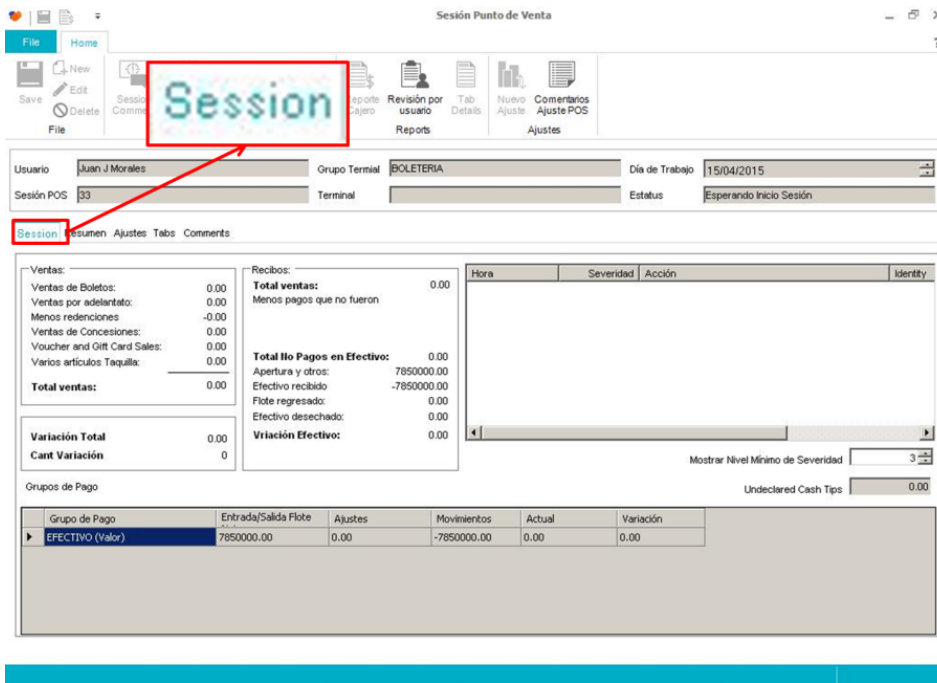 Sesión Punto de Venta
File Home
New
Edit
Delete
Save
File
Session
Revisión por usuario
Tab Details
Reports
Nuevo Ajuste
Comentarios Ajuste POS
Ajustes
Usuario Juan J Morales Grupo Termial BOLETERIA Día de Trabajo 15/04/2015
Sesión POS 33 Terminal Estatus Esperando Inicio Sesión
Session Resumen Ajustes Tabs Comments
Ventas:
Ventas de Boletos: 0.00
Ventas por adelantato: 0.00
Menos redenciones -0.00
Ventas de Concesiones: 0.00
Voucher and Gift Card Sales: 0.00
Varios artículos Taquilla: 0.00
Total ventas: 0.00
Variación Total 0.00
Cant Variación 0
Recibos:
Total ventas: 0.00
Menos pagos que no fueron
Total No Pagos en Efectivo: 0.00
Apertura y otros: 7850000.00
Efectivo recibido -7850000.00
Flote regresado: 0.00
Efectivo desechado: 0.00
Vriación Efectivo: 0.00
Hora Severidad Acción Identity
Mostrar Nivel Mínimo de Severidad 3
Undeclared Cash Tips 0.00
Grupos de Pago
Grupo de Pago Entrada/Salida Flote Ajustes Movimientos Actual Variación
EFECTIVO (Valor) 7850000.00 0.00 -7850000.00 0.00 0.00